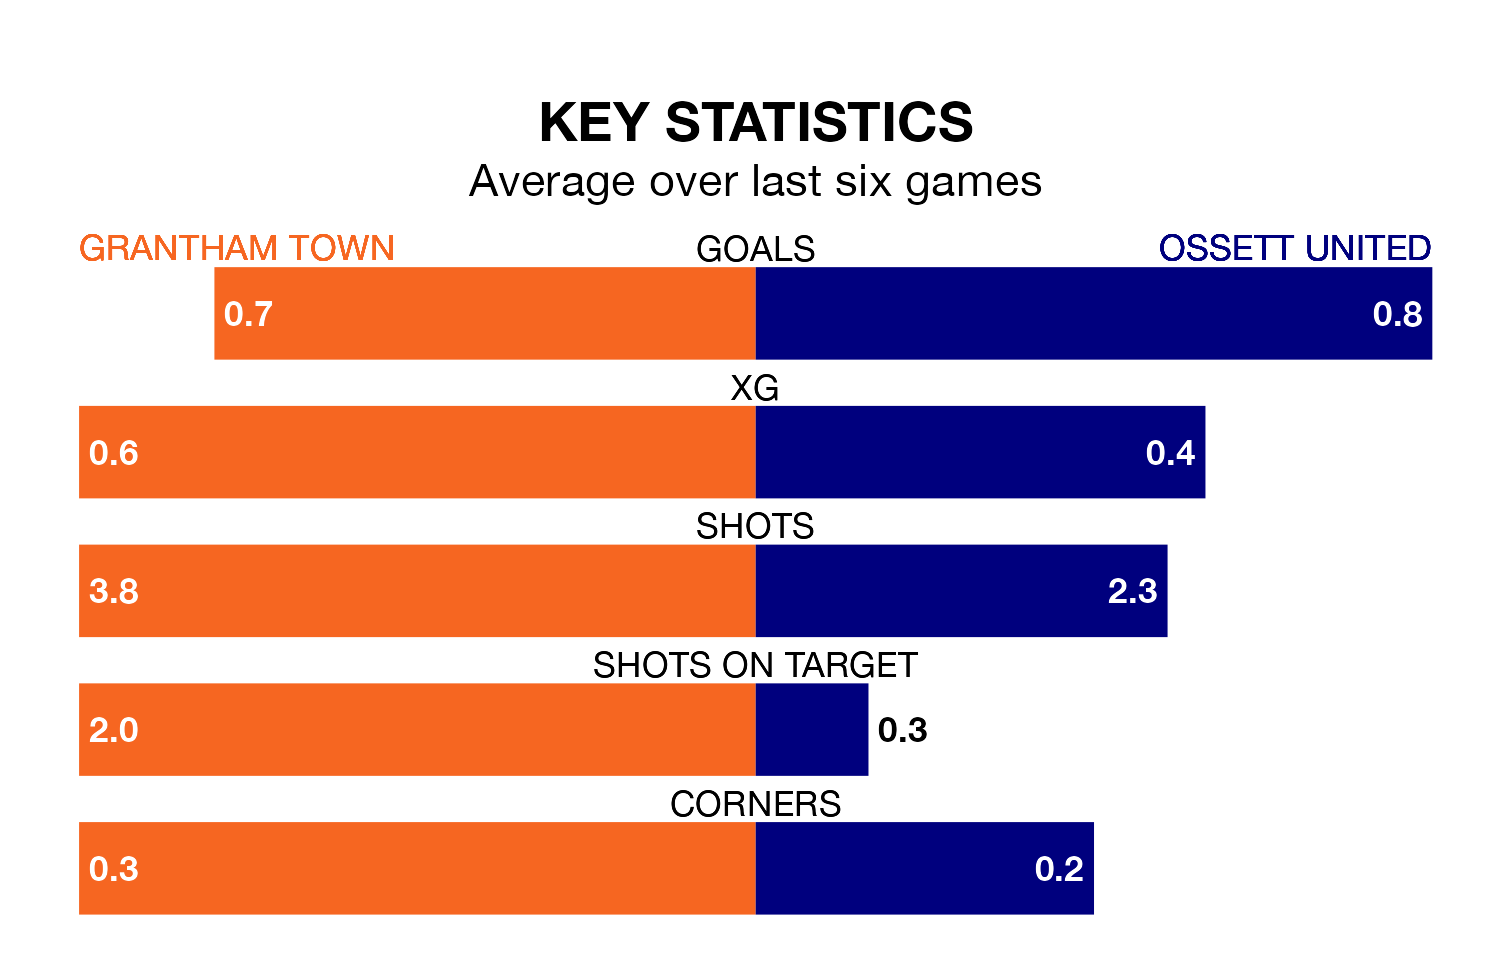 KEY STATISTICS
Average over last six games
GRANTHAM TOWN GOALS OSSETT UNITED
0.7 0.8
XG
0.6 0.4
SHOTS
3.8 2.3
SHOTS ON TARGET
2.0 0.3
CORNERS
0.3 0.2